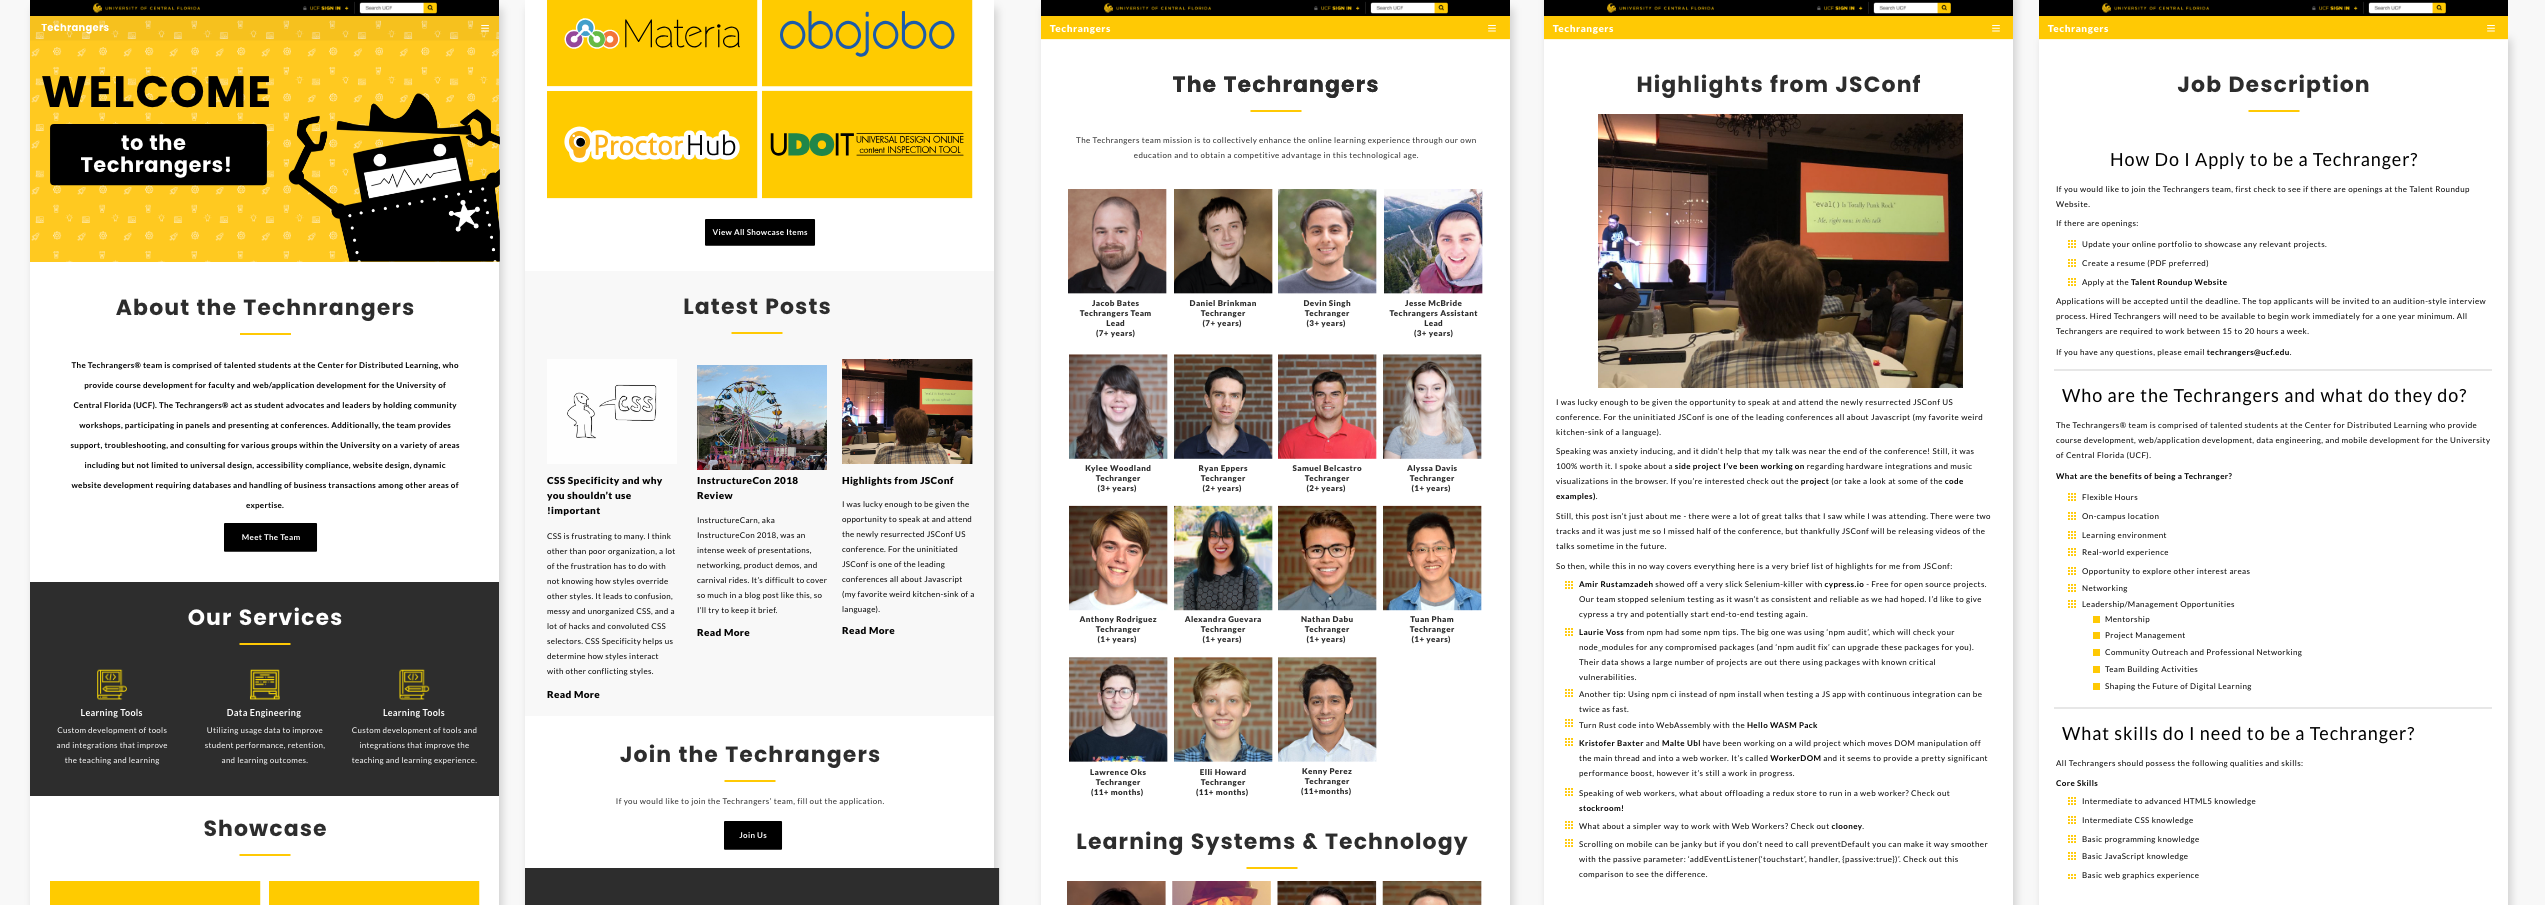 UNIVERSITY OF CENTRAL FLORIDA
UCF SIGN IN
Search UCF
Techrangers
WELCOME
to the
Techrangers!
About the Technrangers
The Techrangers® team is comprised of talented students at the Center for Distributed Learning, who
provide course development for faculty and web/application development for the University of
Central Florida (UCF). The Techrangers® act as student advocates and leaders by holding community
workshops, participating in panels and presenting at conferences. Additionally, the team provides
support, troubleshooting, and consulting for various groups within the University on a variety of areas
including but not limited to universal design, accessibility compliance, website design, dynamic
website development requiring databases and handling of business transactions among other areas of
expertise.
Meet The Team
Our Services
Learning Tools
Custom development of tools
and integrations that improve
the teaching and learning
Data Engineering
Utilizing usage data to improve
student performance, retention,
and learning outcomes.
Learning Tools
Custom development of tools and
integrations that improve the
teaching and learning experience.
Showcase
Materia
obojobo
ProctorHub
UDOIT UNIVERSAL DESIGN ONLINE
content INSPECTION TOOL
View All Showcase Items
Latest Posts
CSS
CSS Specificity and why
you shouldn't use
!important
CSS is frustrating to many. I think
other than poor organization, a lot
of the frustration has to do with
not knowing how styles override
other styles. It leads to confusion,
messy and unorganized CSS, and a
lot of hacks and convoluted CSS
selectors. CSS Specificity helps us
determine how styles interact
with other conflicting styles.
Read More
InstructureCon 2018
Review
InstructureCarn, aka
InstructureCon 2018, was an
intense week of presentations,
networking, product demos, and
carnival rides. It's difficult to cover
so much in a blog post like this, so
I'll try to keep it brief.
Read More
Highlights from JSConf
I was lucky enough to be given the
opportunity to speak at and attend
the newly resurrected JSConf US
conference. For the uninitiated
JSConf is one of the leading
conferences all about Javascript
(my favorite weird kitchen-sink of a
language).
Read More
Join the Techrangers
If you would like to join the Techrangers' team, fill out the application.
Join Us
UNIVERSITY OF CENTRAL FLORIDA
UCF SIGN IN
Search UCF
Techrangers
The Techrangers
The Techrangers team mission is to collectively enhance the online learning experience through our own
education and to obtain a competitive advantage in this technological age.
Jacob Bates
Techrangers Team
Lead
(7+ years)
Daniel Brinkman
Techranger
(7+ years)
Devin Singh
Techranger
(3+ years)
Jesse McBride
Techrangers Assistant
Lead
(3+ years)
Kylee Woodland
Techranger
(3+ years)
Ryan Eppers
Techranger
(2+ years)
Samuel Belcastro
Techranger
(2+ years)
Alyssa Davis
Techranger
(1+ years)
Anthony Rodriguez
Techranger
(1+ years)
Alexandra Guevara
Techranger
(1+ years)
Nathan Dabu
Techranger
(1+ years)
Tuan Pham
Techranger
(1+ years)
Lawrence Oks
Techranger
(11+ months)
Elli Howard
Techranger
(11+ months)
Kenny Perez
Techranger
(11+months)
Learning Systems & Technology
UNIVERSITY OF CENTRAL FLORIDA
UCF SIGN IN
Search UCF
Techrangers
Highlights from JSConf
"eval() Is Totally Punk Rock"
- Me, right now, in this talk
I was lucky enough to be given the opportunity to speak at and attend the newly resurrected JSConf US
conference. For the uninitiated JSConf is one of the leading conferences all about Javascript (my favorite weird
kitchen-sink of a language).
Speaking was anxiety inducing, and it didn't help that my talk was near the end of the conference! Still, it was
100% worth it. I spoke about a side project I've been working on regarding hardware integrations and music
visualizations in the browser. If you're interested check out the project (or take a look at some of the code
examples).
Still, this post isn't just about me - there were a lot of great talks that I saw while I was attending. There were two
tracks and it was just me so I missed half of the conference, but thankfully JSConf will be releasing videos of the
talks sometime in the future.
So then, while this in no way covers everything here is a very brief list of highlights for me from JSConf:
Amir Rustamzadeh showed off a very slick Selenium-killer with cypress.io - Free for open source projects.
Our team stopped selenium testing as it wasn't as consistent and reliable as we had hoped. I'd like to give
cypress a try and potentially start end-to-end testing again.
Laurie Voss from npm had some npm tips. The big one was using 'npm audit', which will check your
node_modules for any compromised packages (and 'npm audit fix' can upgrade these packages for you).
Their data shows a large number of projects are out there using packages with known critical
vulnerabilities.
Another tip: Using npm ci instead of npm install when testing a JS app with continuous integration can be
twice as fast.
Turn Rust code into WebAssembly with the Hello WASM Pack
Kristofer Baxter and Malte Ubl have been working on a wild project which moves DOM manipulation off
the main thread and into a web worker. It's called WorkerDOM and it seems to provide a pretty significant
performance boost, however it's still a work in progress.
Speaking of web workers, what about offloading a redux store to run in a web worker? Check out
stockroom!
What about a simpler way to work with Web Workers? Check out clooney.
Scrolling on mobile can be janky but if you don't need to call preventDefault you can make it way smoother
with the passive parameter: 'addEventListener('touchstart', handler, {passive:true})'. Check out this
comparison to see the difference.
UNIVERSITY OF CENTRAL FLORIDA
UCF SIGN IN
Search UCF
Techrangers
Job Description
How Do I Apply to be a Techranger?
If you would like to join the Techrangers team, first check to see if there are openings at the Talent Roundup
Website.
If there are openings:
Update your online portfolio to showcase any relevant projects.
Create a resume (PDF preferred)
Apply at the Talent Roundup Website
Applications will be accepted until the deadline. The top applicants will be invited to an audition-style interview
process. Hired Techrangers will need to be available to begin work immediately for a one year minimum. All
Techrangers are required to work between 15 to 20 hours a week.
If you have any questions, please email techrangers@ucf.edu.
Who are the Techrangers and what do they do?
The Techrangers® team is comprised of talented students at the Center for Distributed Learning who provide
course development, web/application development, data engineering, and mobile development for the University
of Central Florida (UCF).
What are the benefits of being a Techranger?
Flexible Hours
On-campus location
Learning environment
Real-world experience
Opportunity to explore other interest areas
Networking
Leadership/Management Opportunities
Mentorship
Project Management
Community Outreach and Professional Networking
Team Building Activities
Shaping the Future of Digital Learning
What skills do I need to be a Techranger?
All Techrangers should possess the following qualities and skills:
Core Skills
Intermediate to advanced HTML5 knowledge
Intermediate CSS knowledge
Basic programming knowledge
Basic JavaScript knowledge
Basic web graphics experience